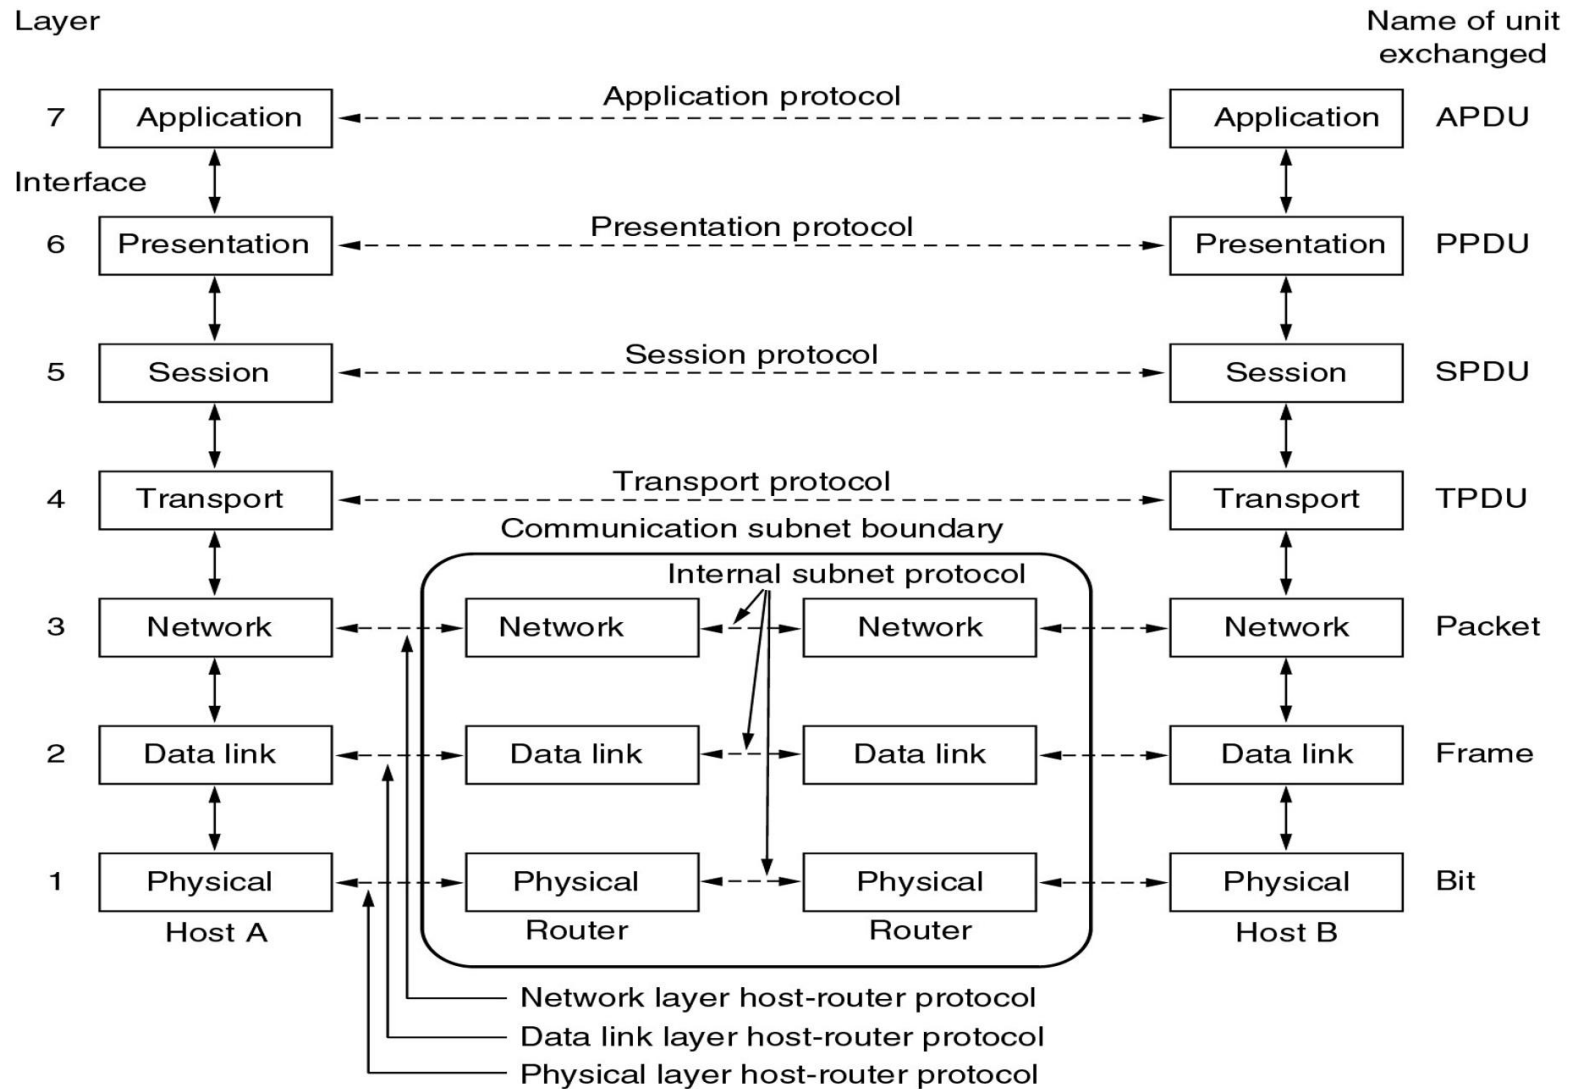 Layer
Name of unit
exchanged
7 Application Application protocol Application APDU
Interface
6 Presentation Presentation protocol Presentation PPDU
5 Session Session protocol Session SPDU
4 Transport Transport protocol Transport TPDU
Communication subnet boundary
Internal subnet protocol
3 Network Network Network Network Packet
2 Data link Data link Data link Data link Frame
1 Physical Physical Physical Physical Bit
Host A Router Router Host B
Network layer host-router protocol
Data link layer host-router protocol
Physical layer host-router protocol